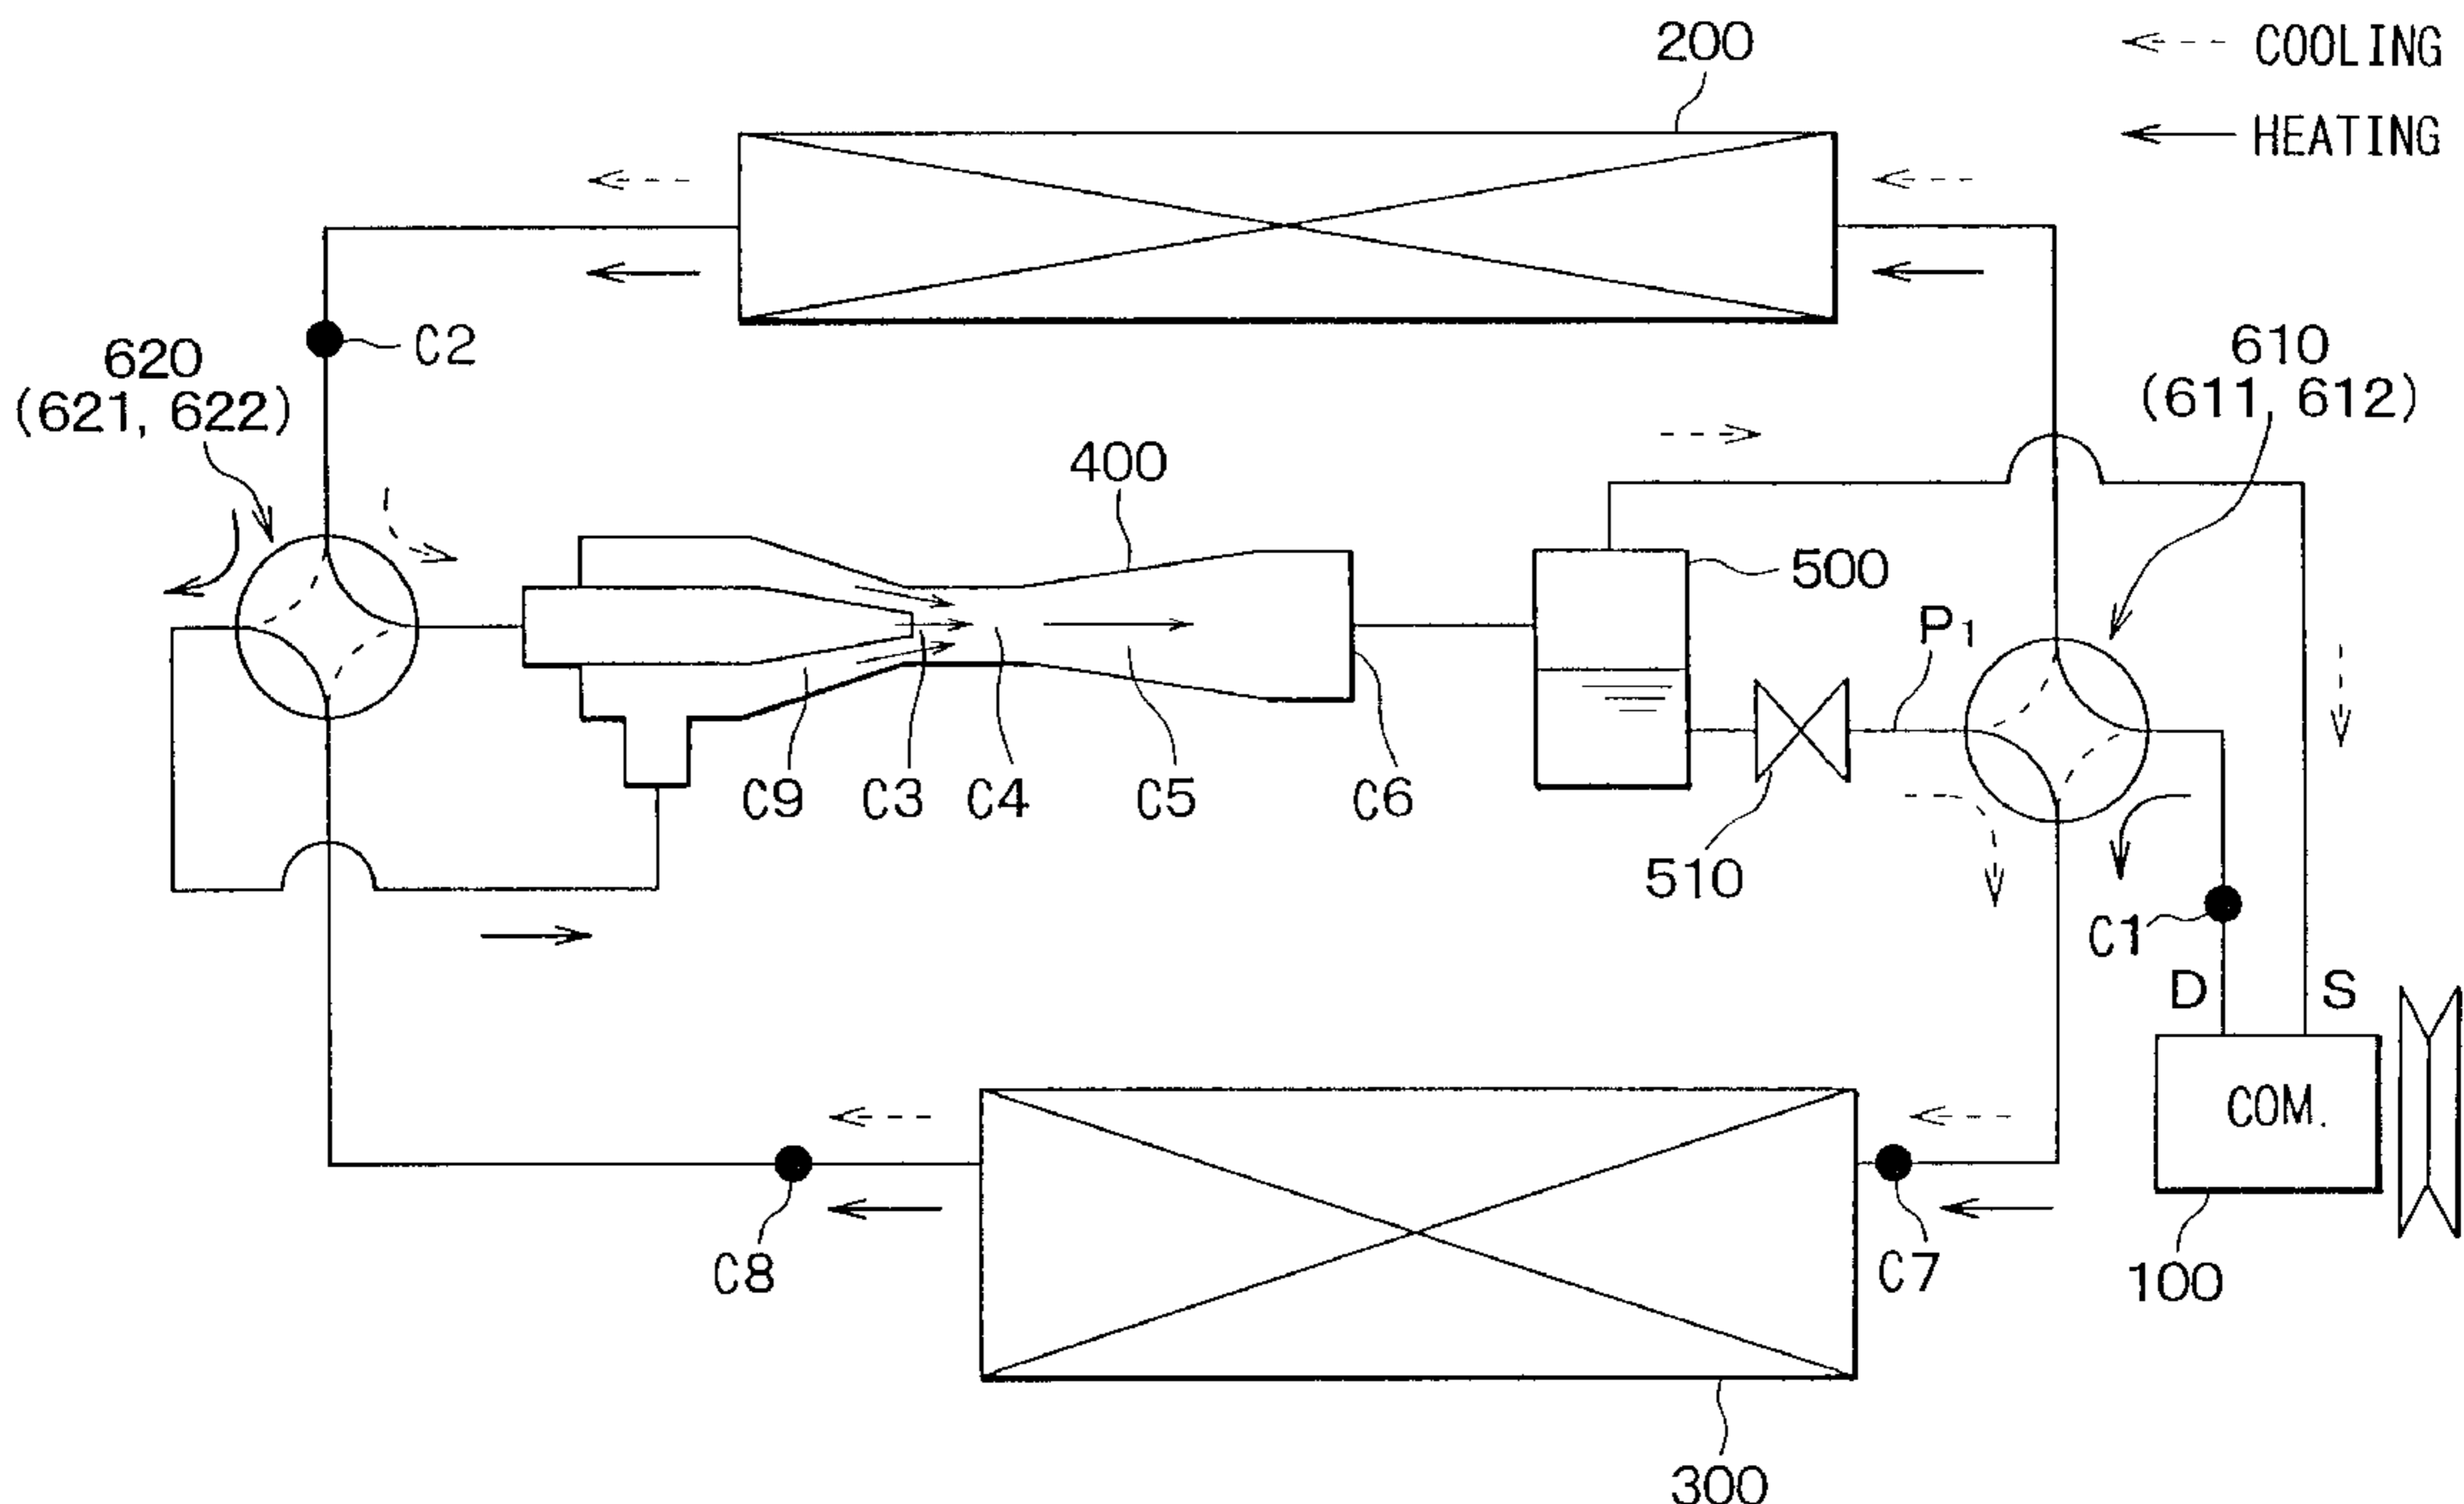 200
COOLING
HEATING
C2
620
(621, 622)
610
(611, 612)
400
500
P1
C9
C3
C4
C5
C6
510
C1
D
S
COM.
C8
C7
100
300